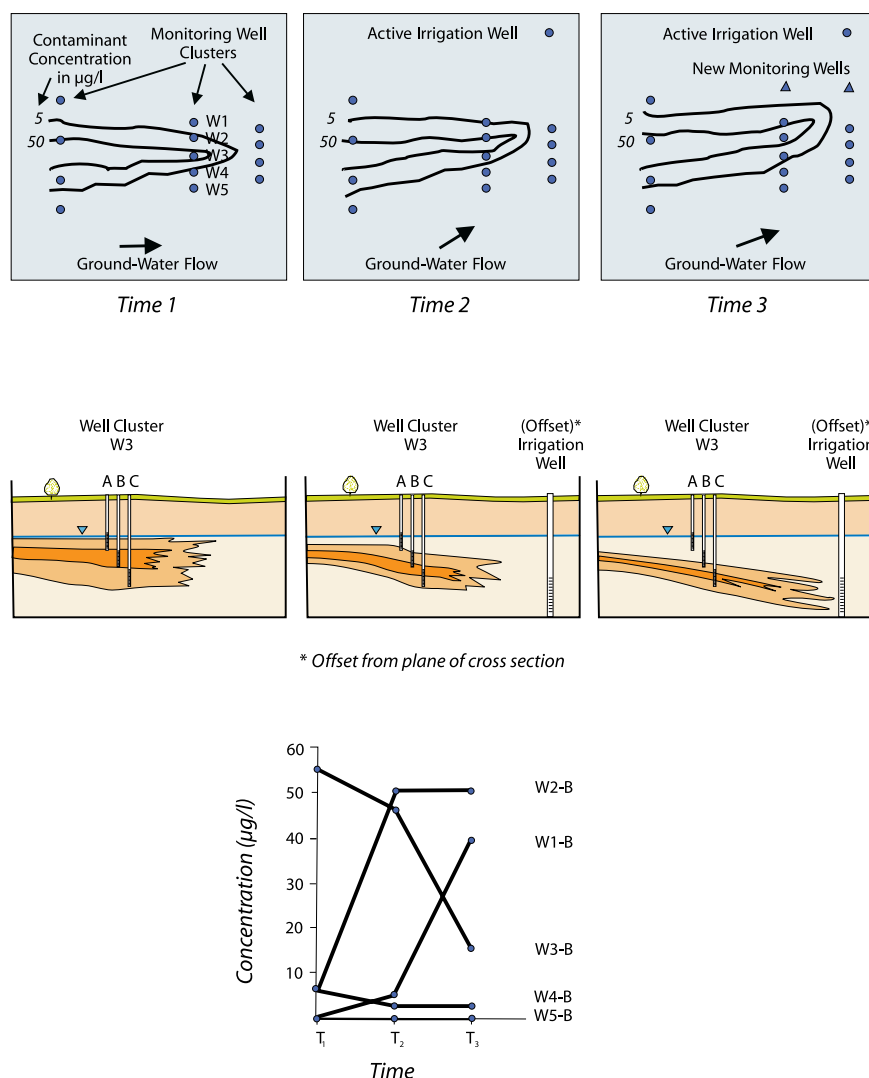 Contaminant
Concentration
in µg/l
Monitoring Well
Clusters
5
50
W1
W2
W3
W4
W5
Ground-Water Flow
Time 1
Active Irrigation Well
5
50
Ground-Water Flow
Time 2
Active Irrigation Well
New Monitoring Wells
5
50
Ground-Water Flow
Time 3
Well Cluster
W3
A B C
Well Cluster
W3
(Offset)*
Irrigation
Well
A B C
Well Cluster
W3
(Offset)*
Irrigation
Well
A B C
* Offset from plane of cross section
Concentration (µg/l)
60
50
40
30
20
10
W2-B
W1-B
W3-B
W4-B
W5-B
T1 T2 T3
Time